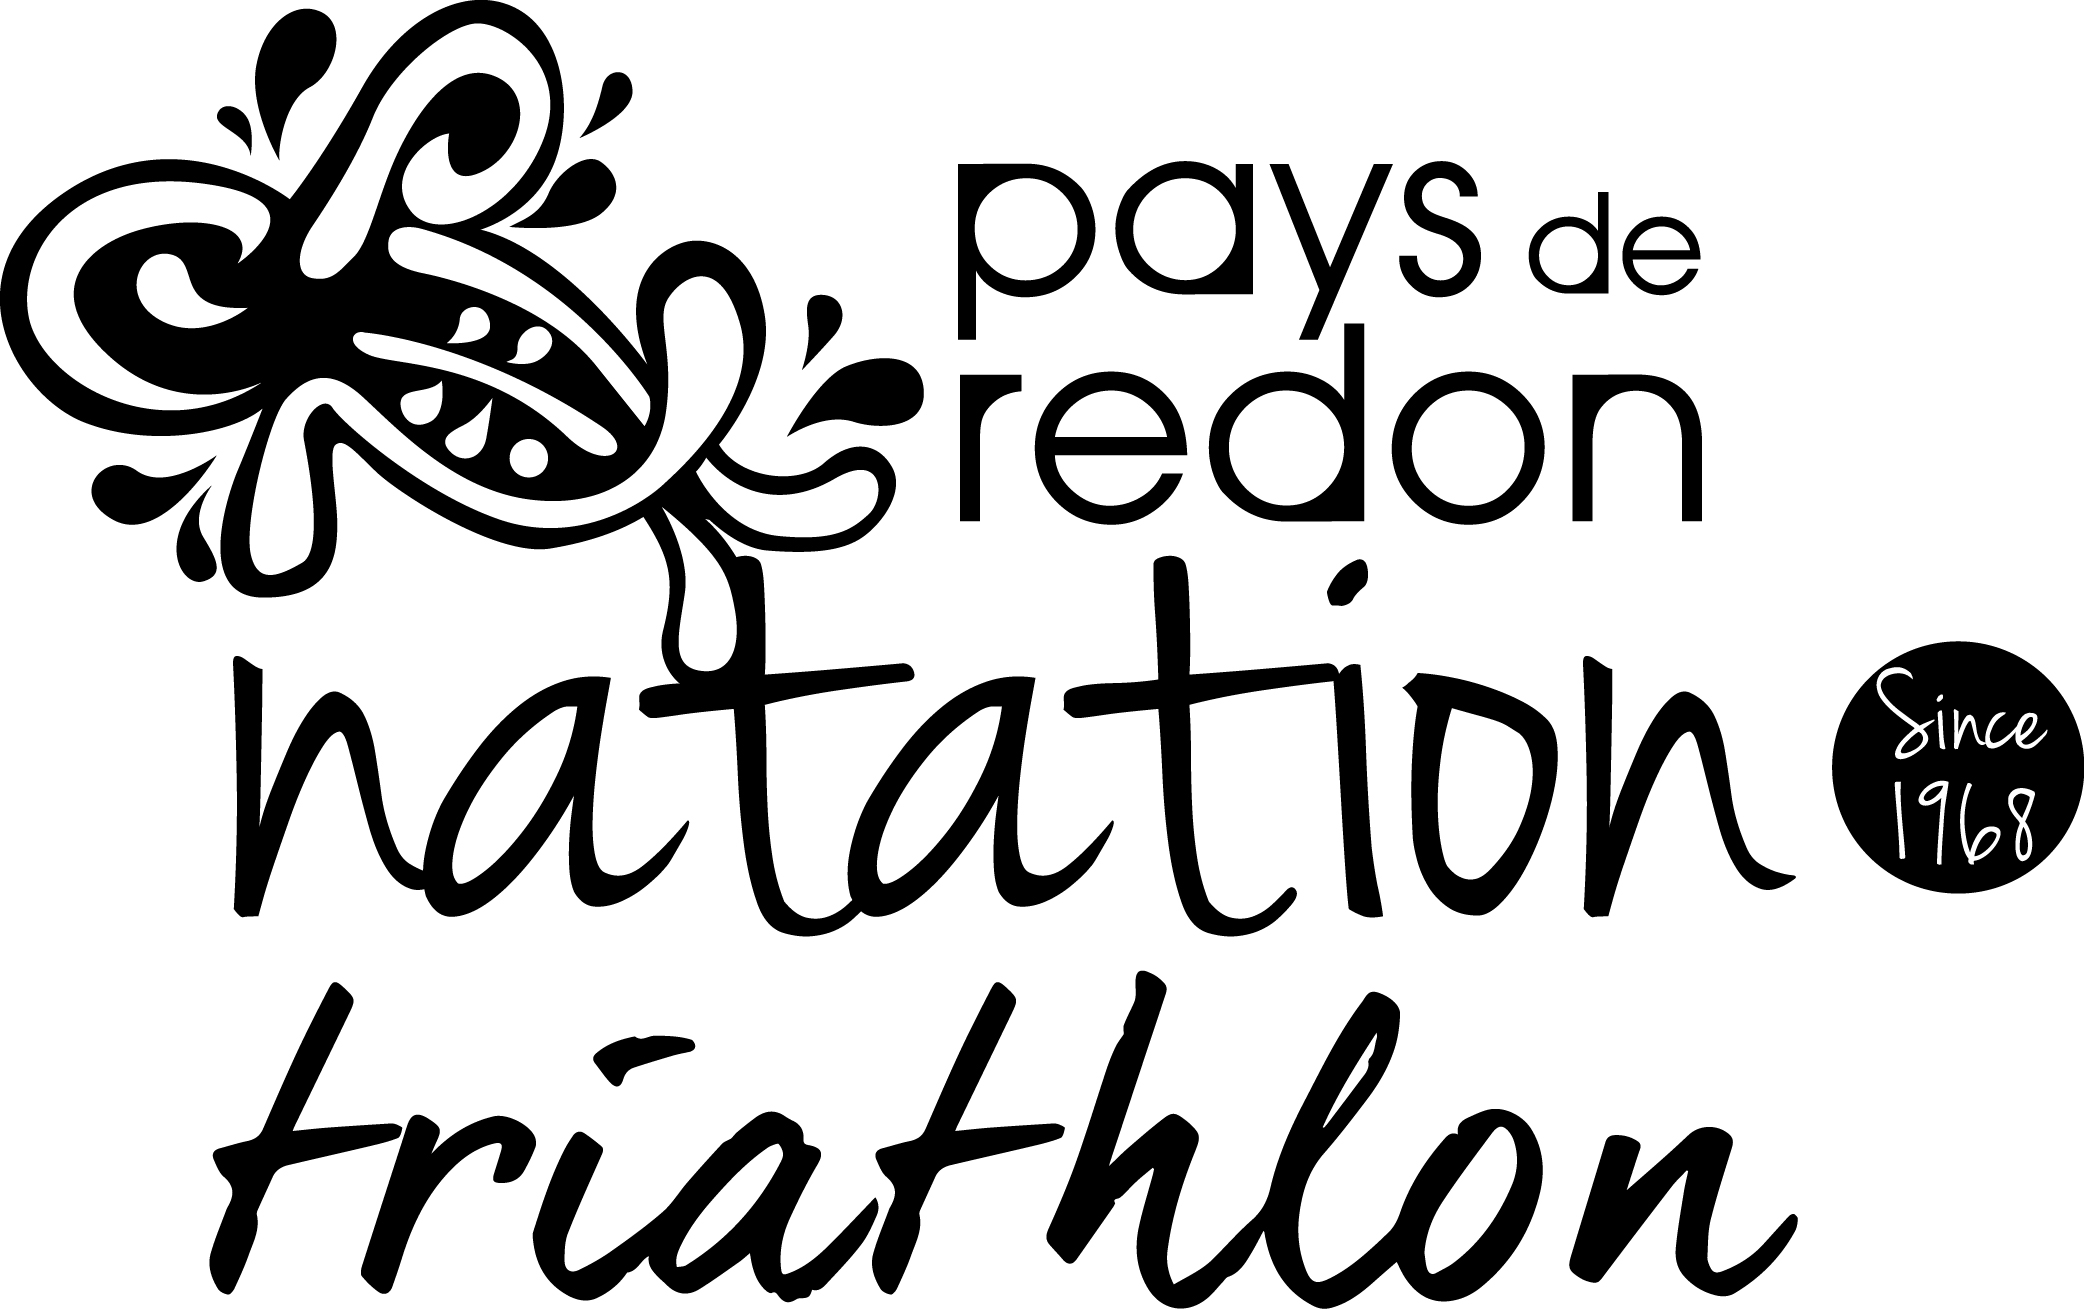 pays de
redon
natation
Since
1968
triathlon